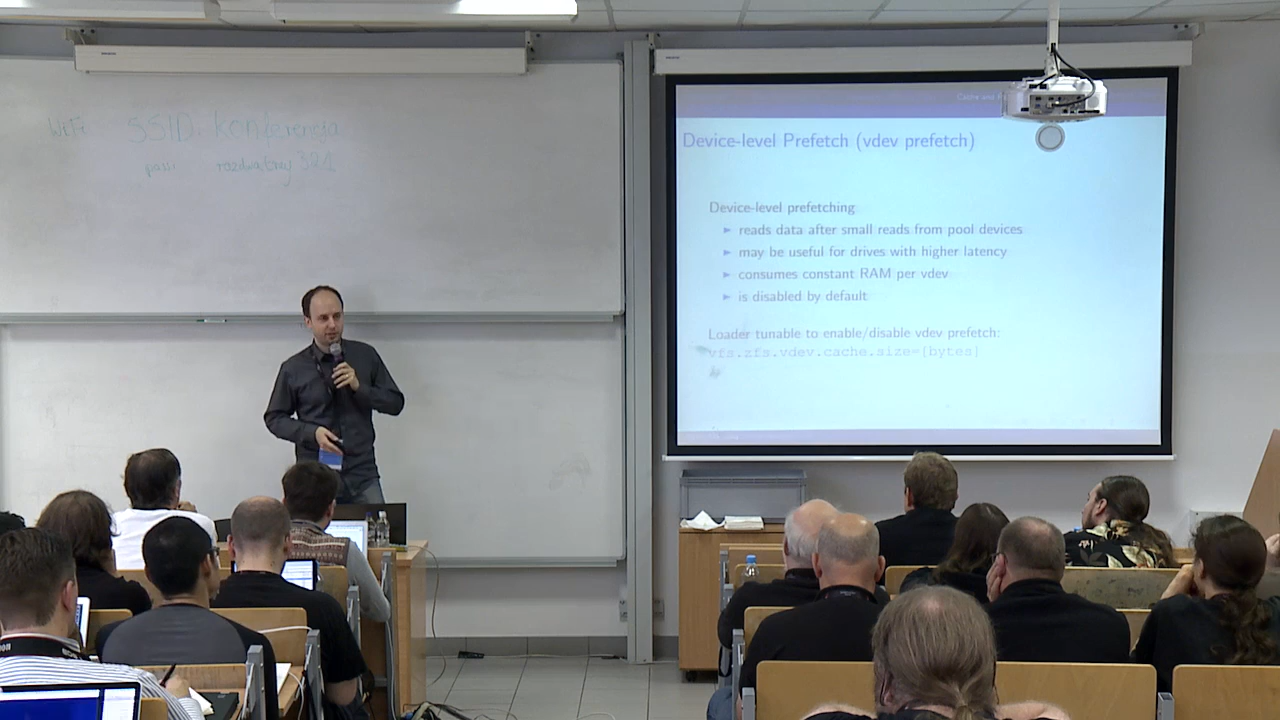 WiFi SSID: konferencja
pass: rozdwatrzy321
Cache and
Device-level Prefetch (vdev prefetch)
Device-level prefetching
► reads data after small reads from pool devices
► may be useful for drives with higher latency
► consumes constant RAM per vdev
► is disabled by default
Loader tunable to enable/disable vdev prefetch:
vfs.zfs.vdev.cache.size=[bytes]